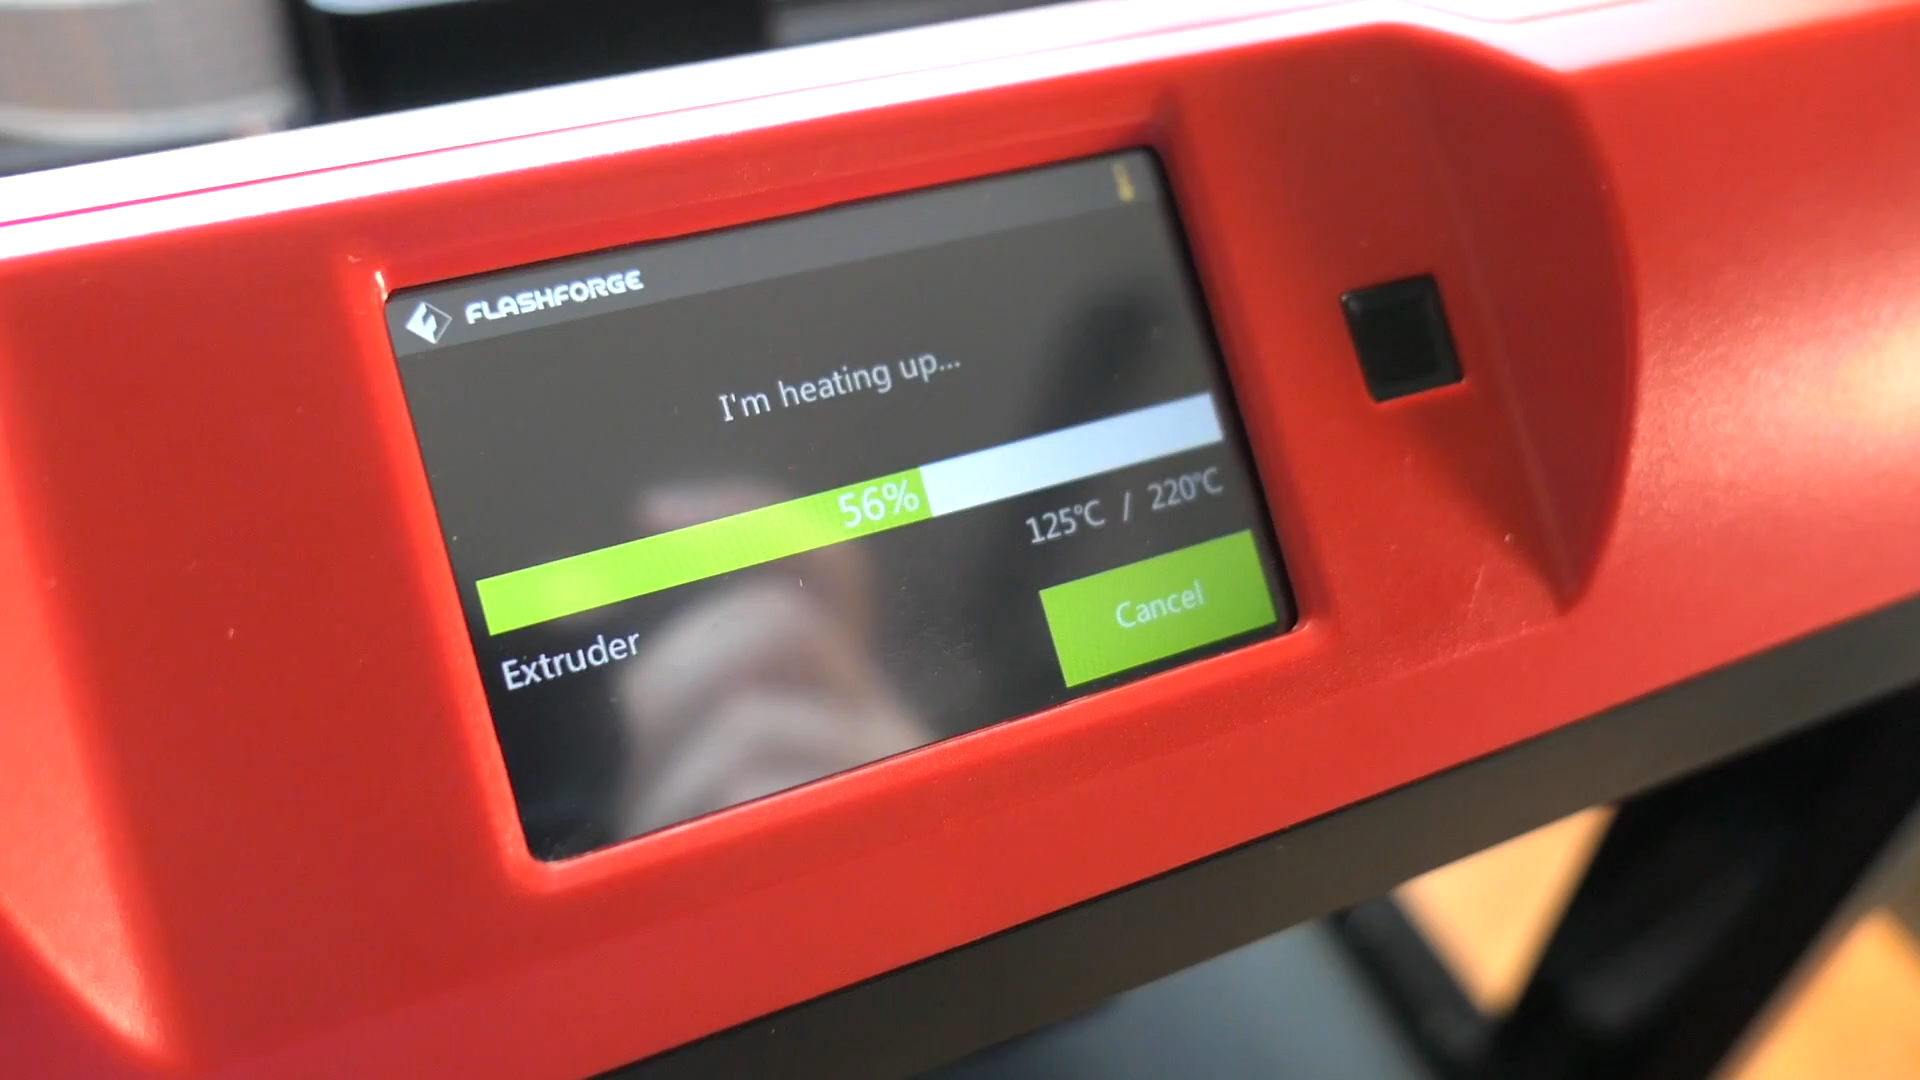 FLASHFORGE
I'm heating up...
56%
125℃ / 220℃
Extruder
Cancel